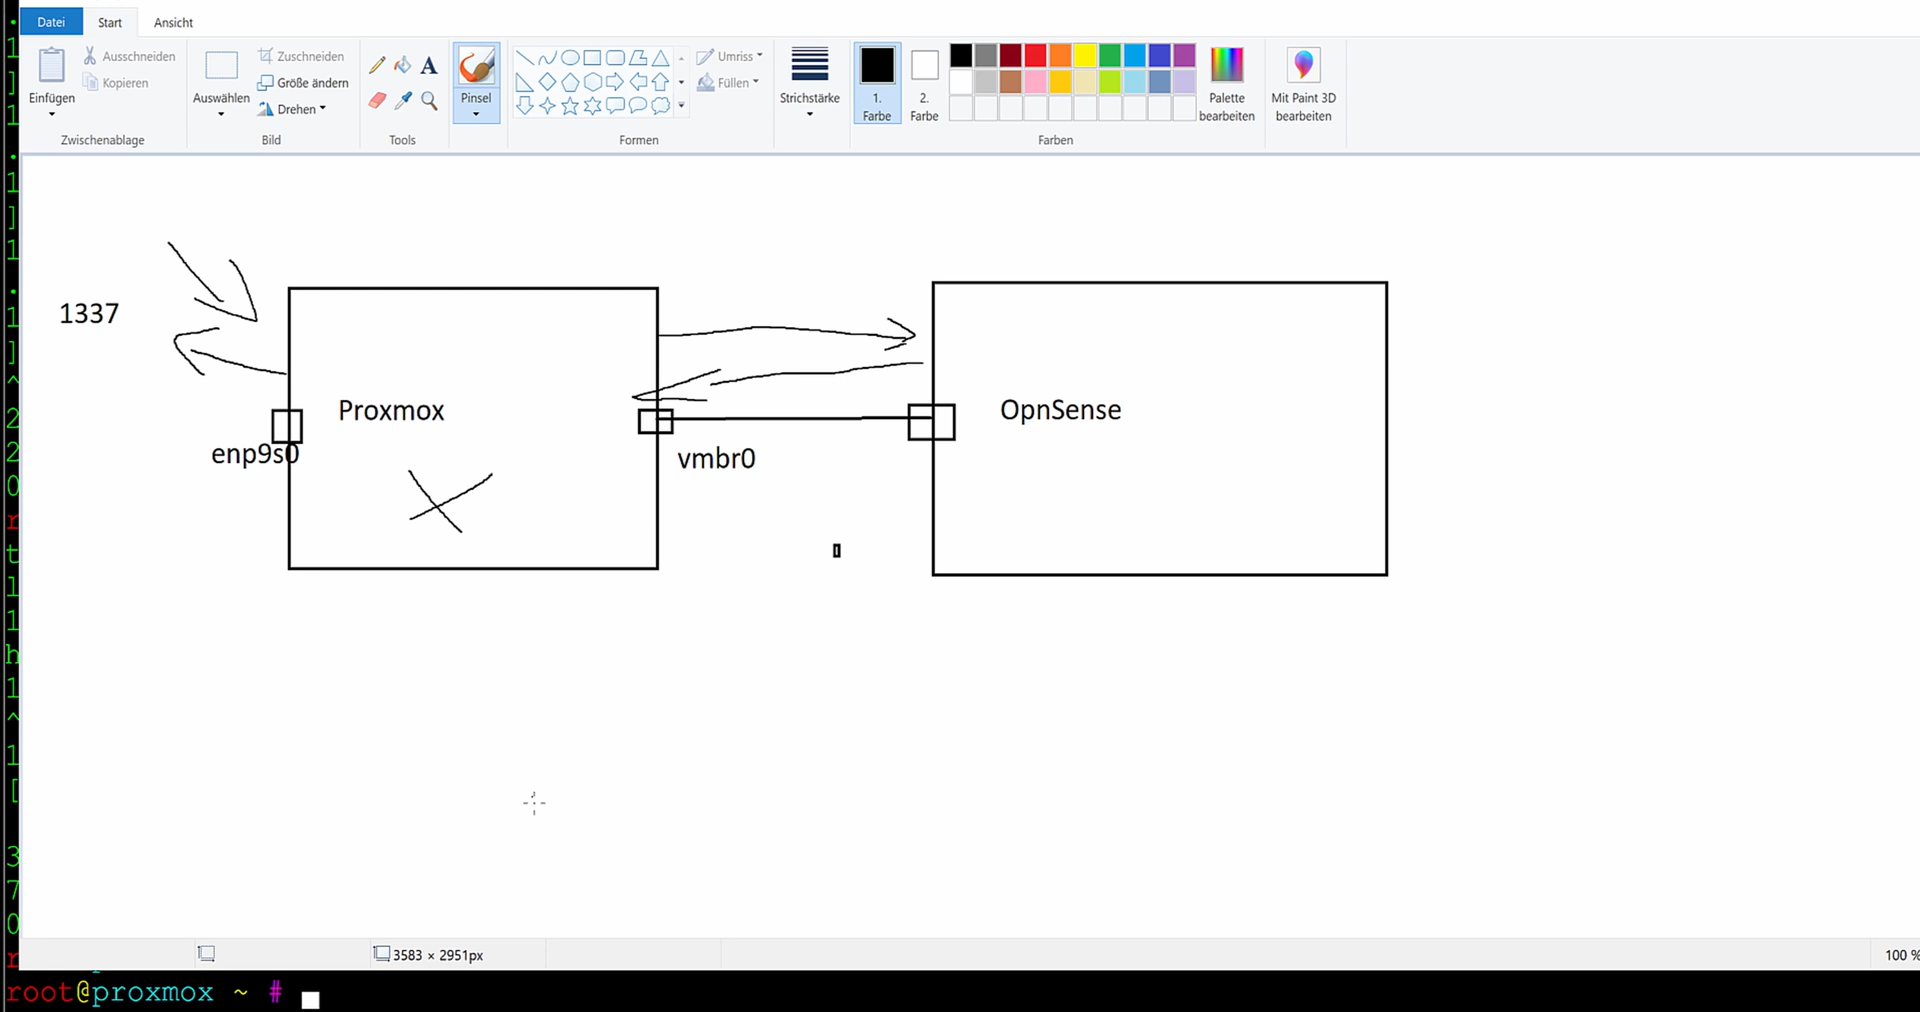 Datei Start Ansicht
Ausschneiden
Kopieren
Einfügen
Zwischenablage
Auswählen
Zuschneiden
Größe ändern
Drehen
Bild
A
Tools
Pinsel
Umriss
Füllen
Formen
Strichstärke
1.
Farbe
2.
Farbe
Palette
bearbeiten
Farben
Mit Paint 3D
bearbeiten
1337
Proxmox
OpnSense
enp9s0
vmbr0
3583 × 2951px
100 %
root@proxmox ~ #